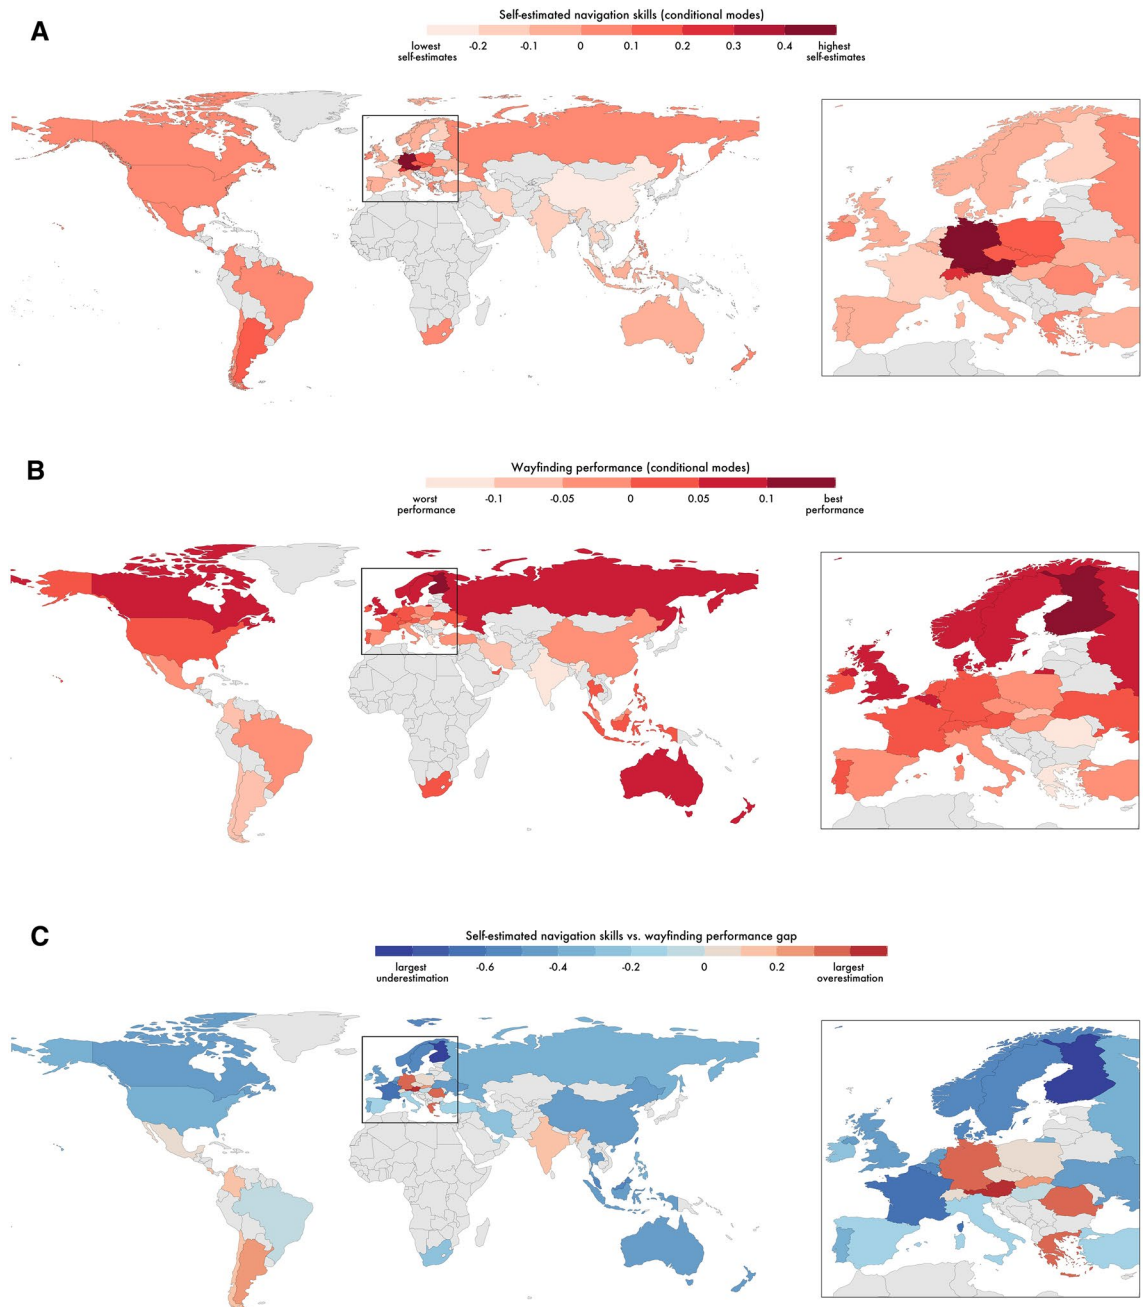 A
Self-estimated navigation skills (conditional modes)
lowest self-estimates -0.2 -0.1 0 0.1 0.2 0.3 0.4 highest self-estimates
B
Wayfinding performance (conditional modes)
worst performance -0.1 -0.05 0 0.05 0.1 best performance
C
Self-estimated navigation skills vs. wayfinding performance gap
largest underestimation -0.6 -0.4 -0.2 0 0.2 largest overestimation